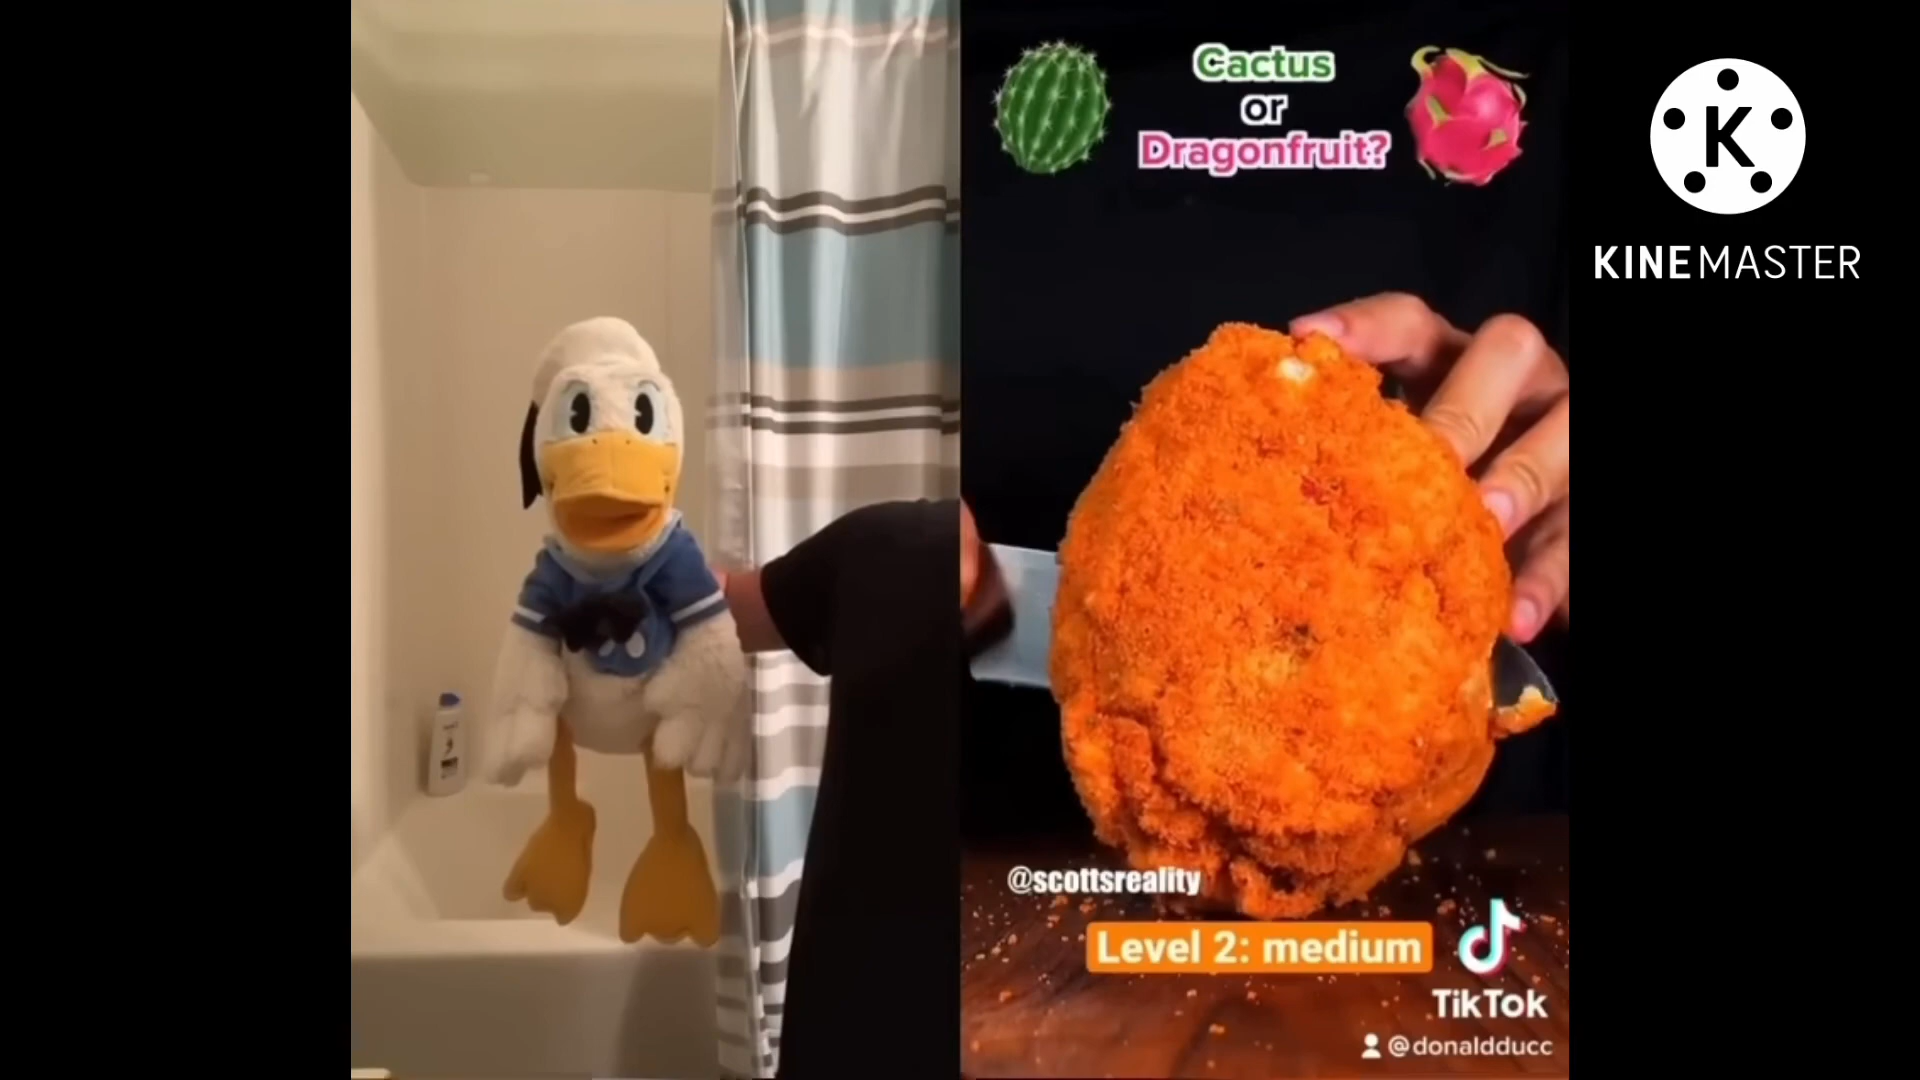 Cactus
or
Dragonfruit?
KINEMASTER
@scottsreality
Level 2: medium
TikTok
@donaldducc